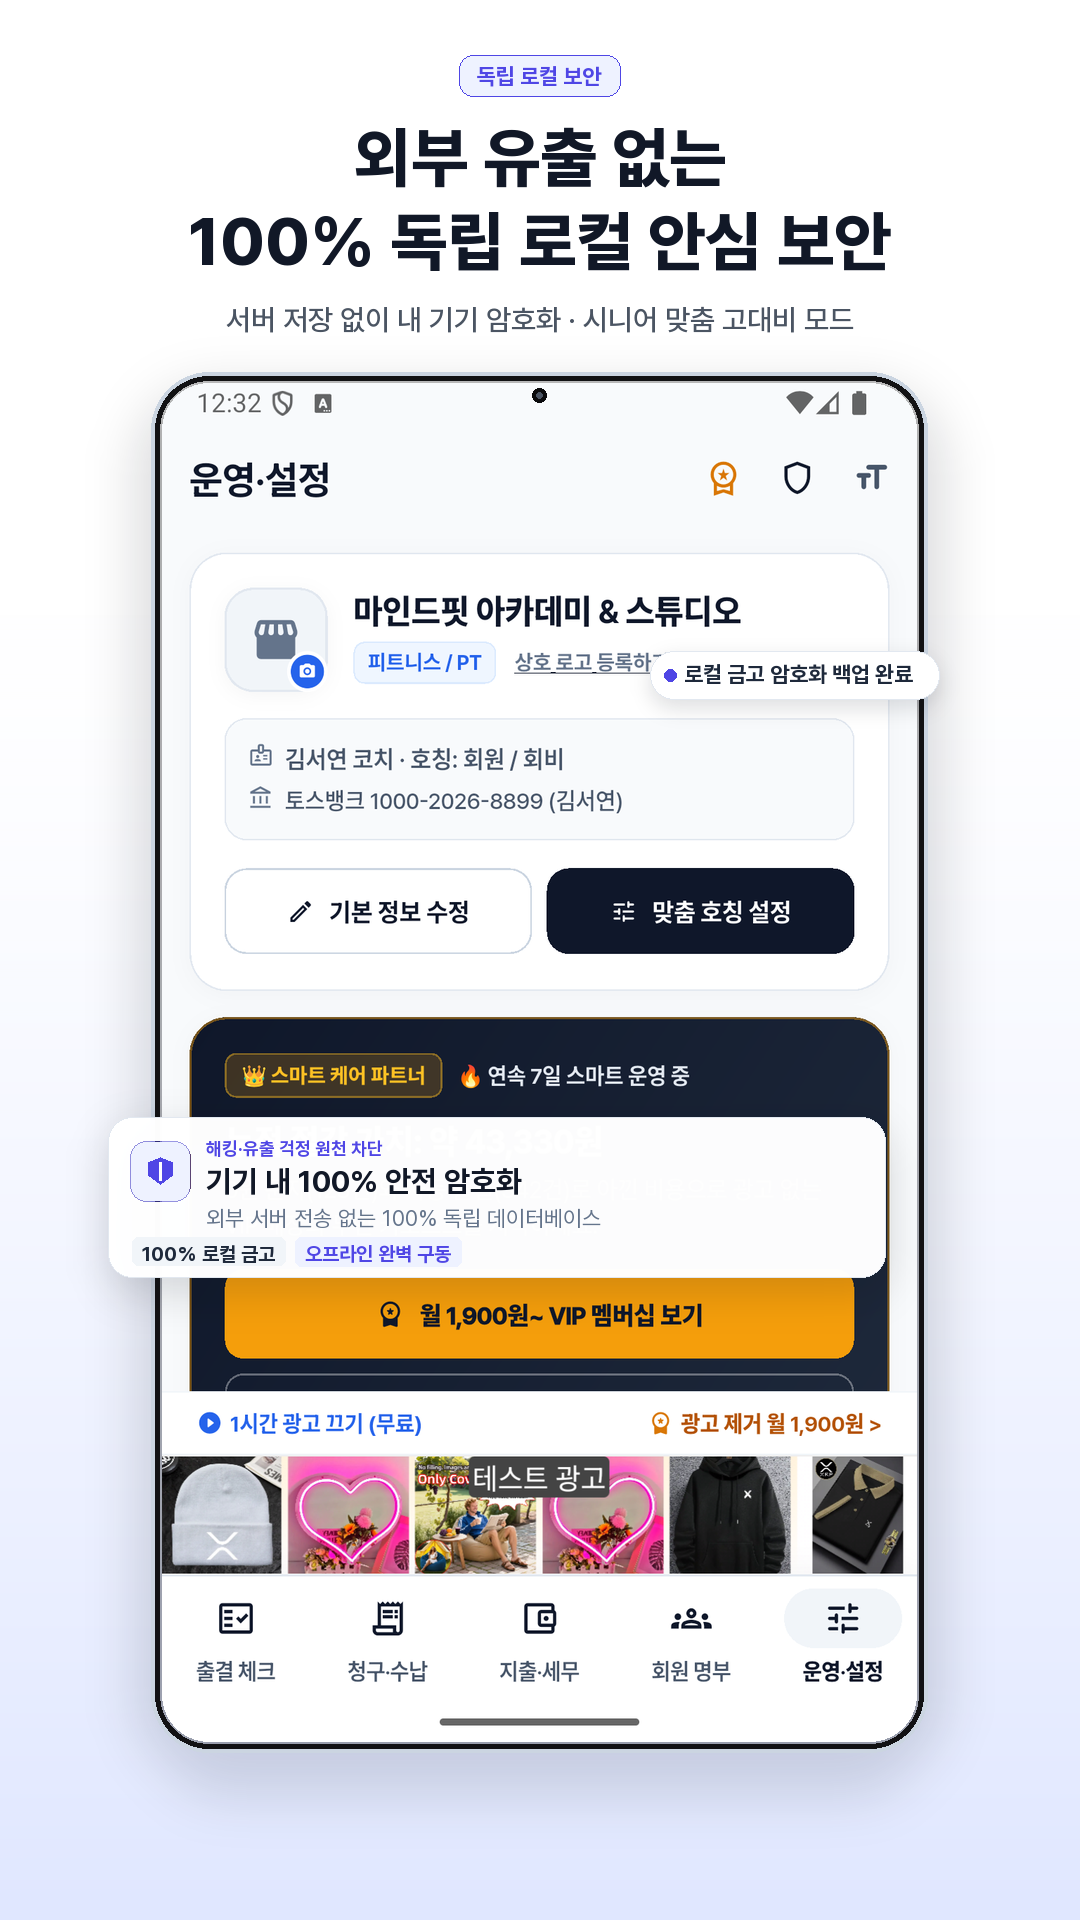 독립 로컬 보안
외부 유출 없는
100% 독립 로컬 안심 보안
서버 저장 없이 내 기기 암호화 · 시니어 맞춤 고대비 모드
12:32
운영·설정
마인드핏 아카데미 & 스튜디오
피트니스 / PT
상호 로고 등록하
로컬 금고 암호화 백업 완료
김서연 코치 · 호칭: 회원 / 회비
토스뱅크 1000-2026-8899 (김서연)
기본 정보 수정
맞춤 호칭 설정
👑 스마트 케어 파트너
🔥 연속 7일 스마트 운영 중
해킹·유출 걱정 원천 차단
기기 내 100% 안전 암호화
외부 서버 전송 없는 100% 독립 데이터베이스
100% 로컬 금고
오프라인 완벽 구동
월 1,900원~ VIP 멤버십 보기
1시간 광고 끄기 (무료)
광고 제거 월 1,900원 >
Only Cov
테스트 광고
출결 체크
청구·수납
지출·세무
회원 명부
운영·설정